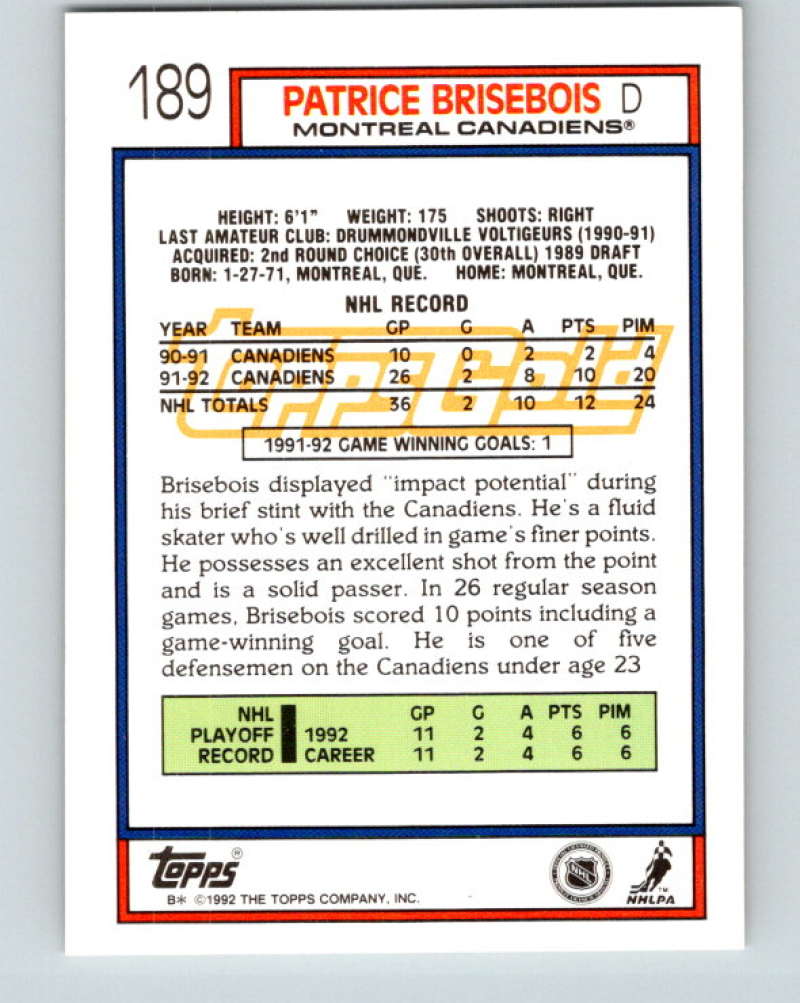 189
PATRICE BRISEBOIS D
MONTREAL CANADIENS®
HEIGHT: 6'1" WEIGHT: 175 SHOOTS: RIGHT
LAST AMATEUR CLUB: DRUMMONDVILLE VOLTIGEURS (1990-91)
ACQUIRED: 2nd ROUND CHOICE (30th OVERALL) 1989 DRAFT
BORN: 1-27-71, MONTREAL, QUE. HOME: MONTREAL, QUE.
NHL RECORD
YEAR TEAM GP G A PTS PIM
90-91 CANADIENS 10 0 2 2 4
91-92 CANADIENS 26 2 8 10 20
NHL TOTALS 36 2 10 12 24
ToppsGold
1991-92 GAME WINNING GOALS: 1
Brisebois displayed "impact potential" during
his brief stint with the Canadiens. He's a fluid
skater who's well drilled in game's finer points.
He possesses an excellent shot from the point
and is a solid passer. In 26 regular season
games, Brisebois scored 10 points including a
game-winning goal. He is one of five
defensemen on the Canadiens under age 23
NHL GP G A PTS PIM
PLAYOFF 1992 11 2 4 6 6
RECORD CAREER 11 2 4 6 6
Topps®
B* ©1992 THE TOPPS COMPANY, INC.
NHL
TM
NHLPA